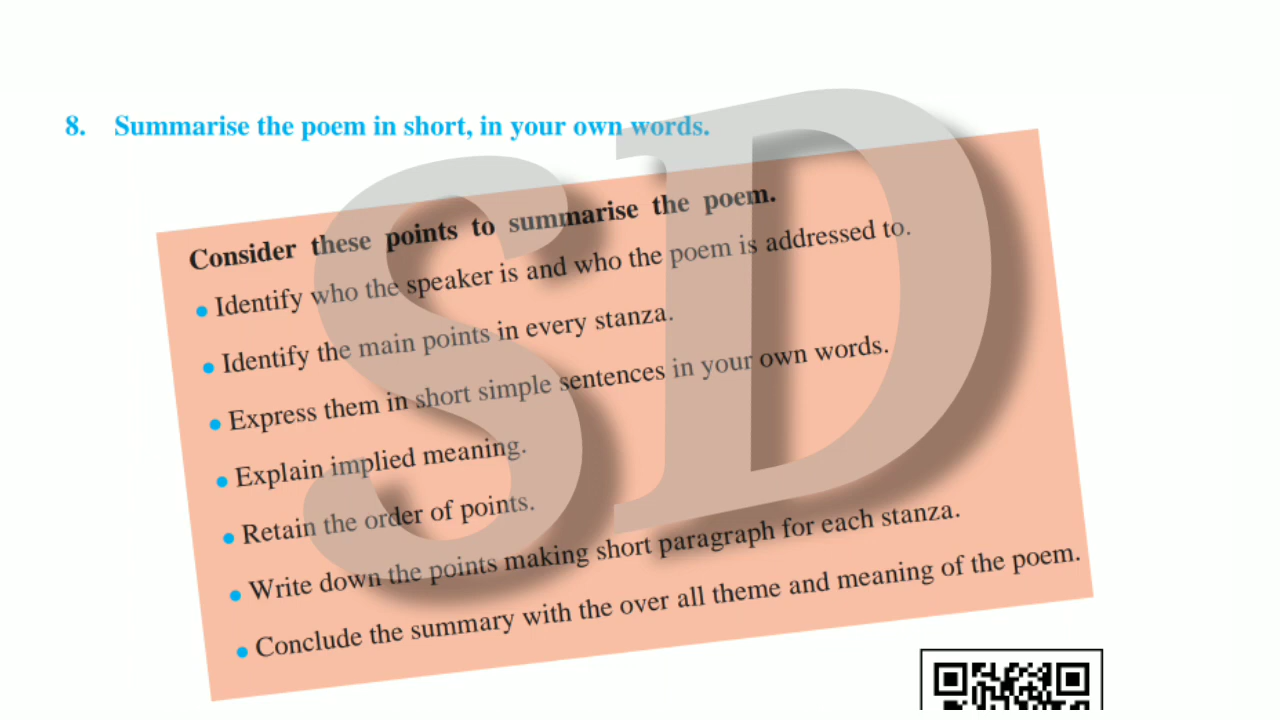 8. Summarise the poem in short, in your own words.
Consider these points to summarise the poem.
• Identify who the speaker is and who the poem is addressed to.
• Identify the main points in every stanza.
• Express them in short simple sentences in your own words.
• Explain implied meaning.
• Retain the order of points.
• Write down the points making short paragraph for each stanza.
• Conclude the summary with the over all theme and meaning of the poem.
SD